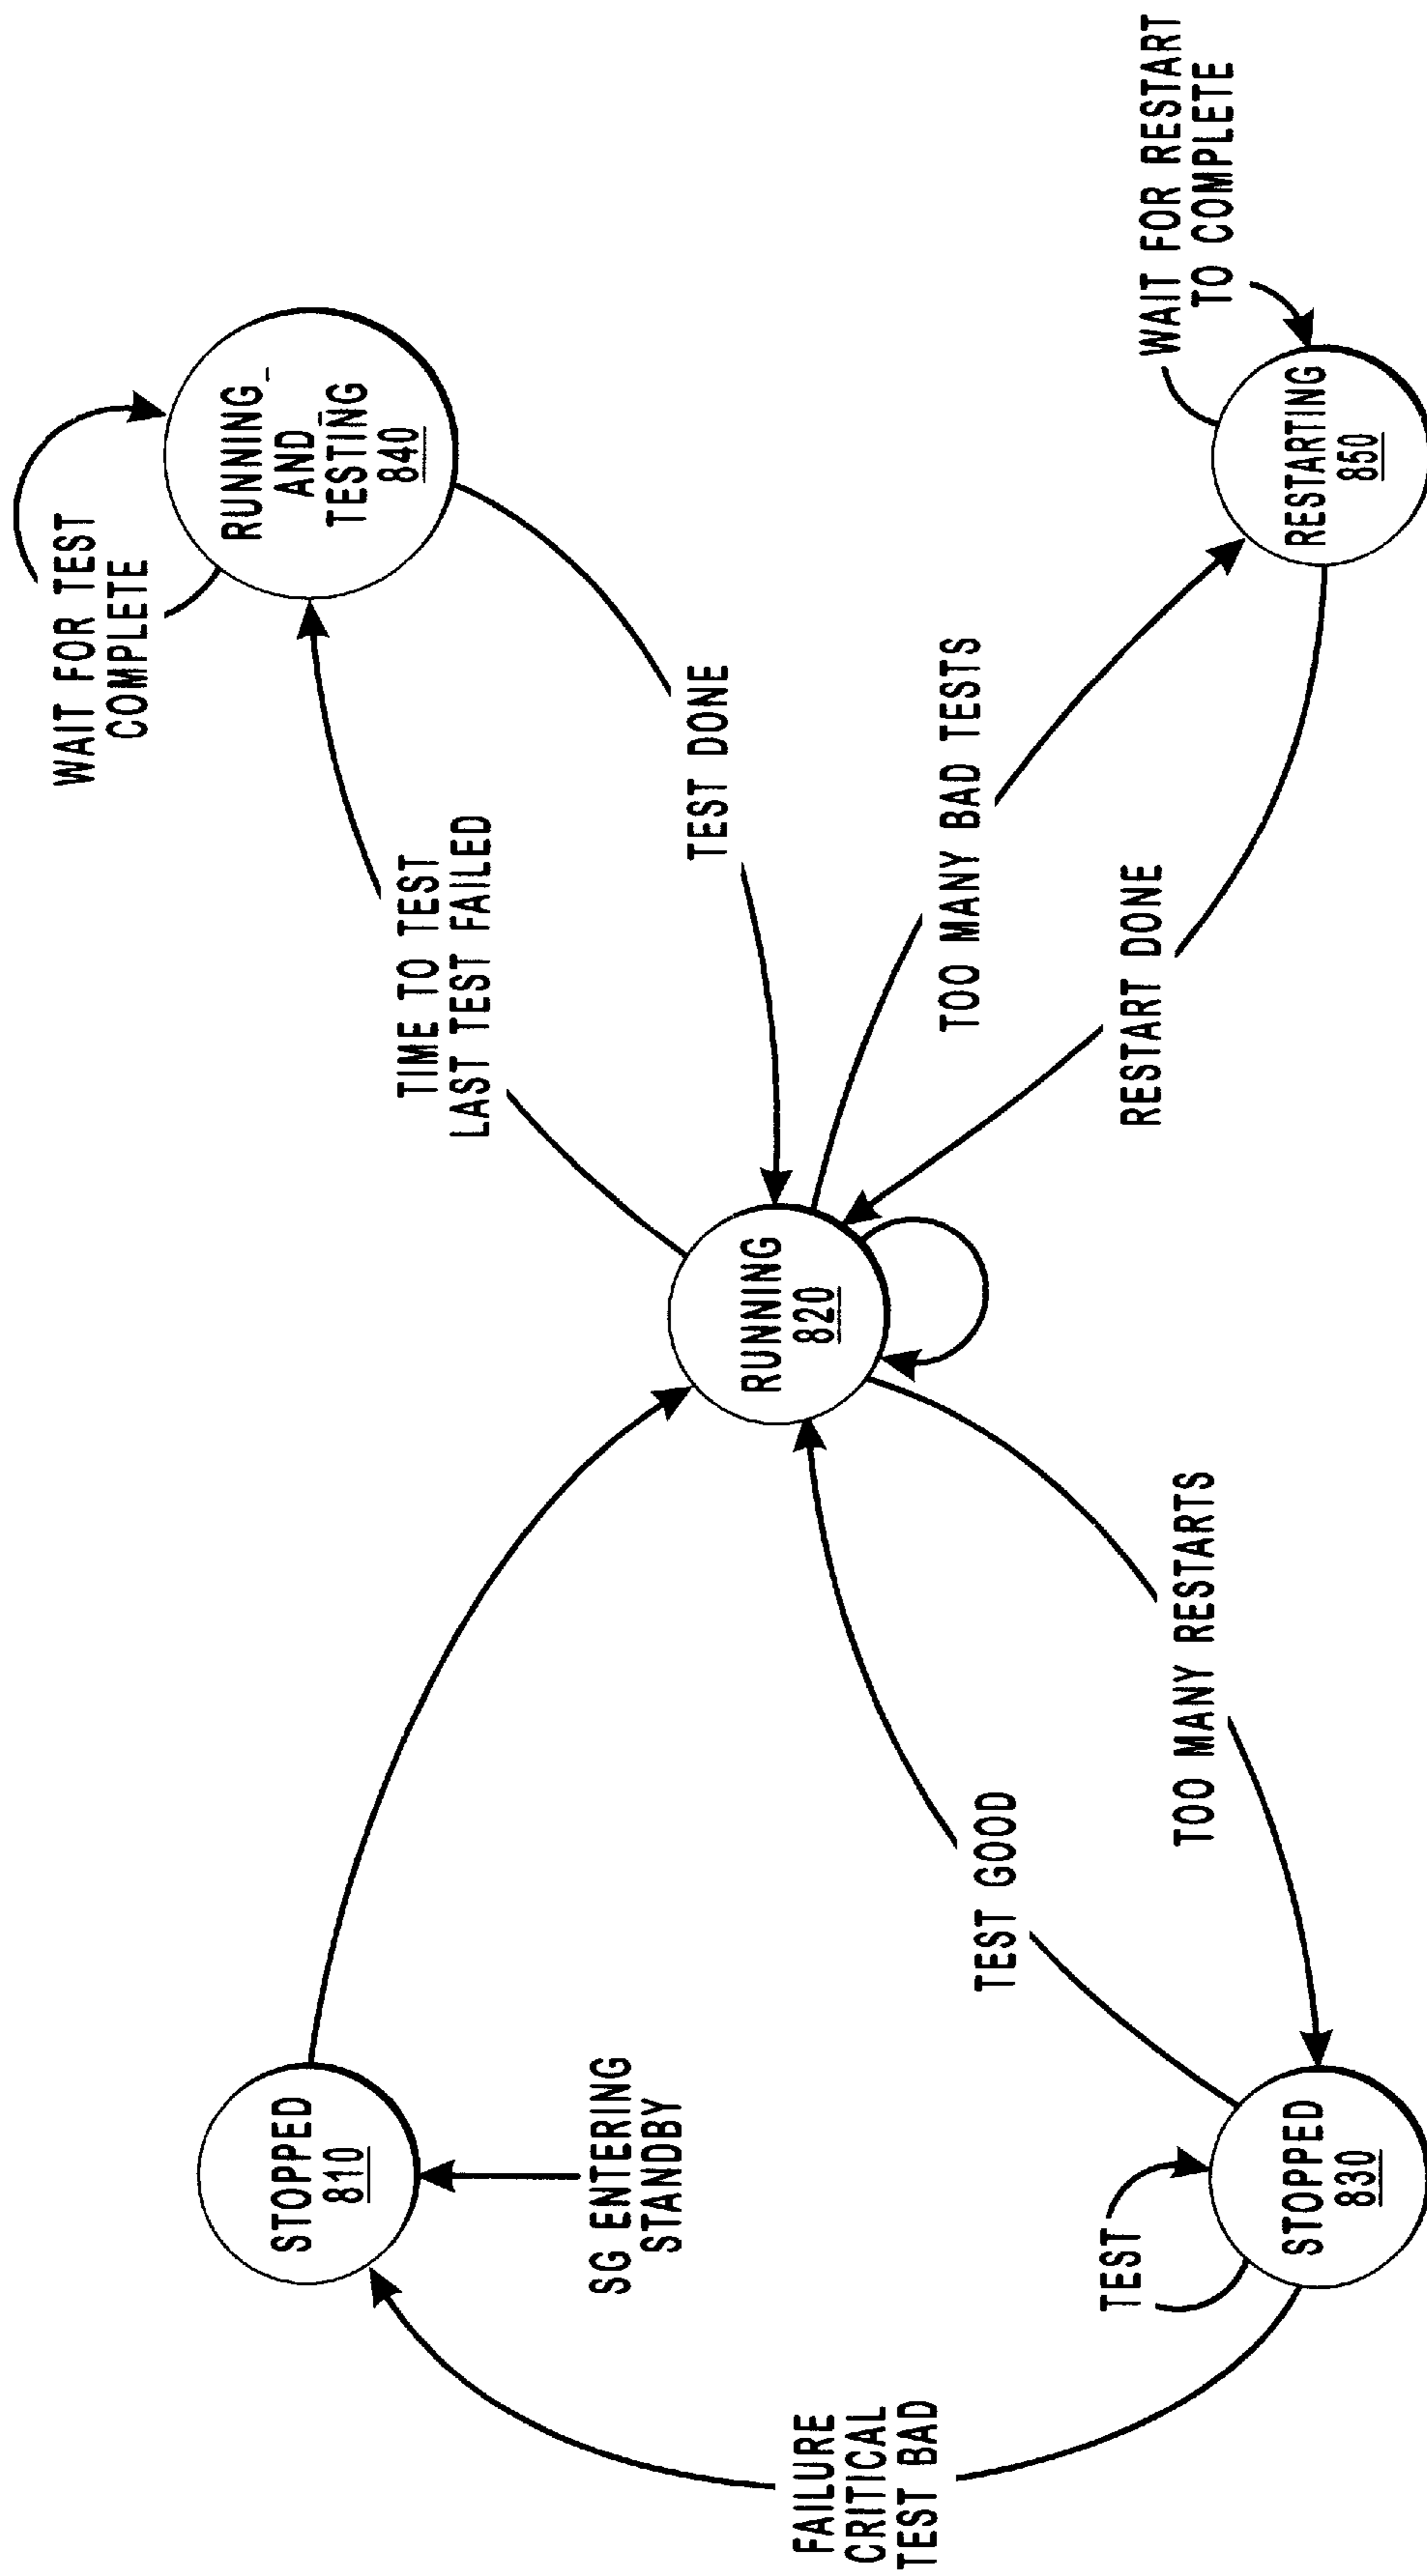 WAIT FOR TEST
COMPLETE
RUNNING
AND
TESTING
840
TIME TO TEST
LAST TEST FAILED
TEST DONE
STOPPED
810
SG ENTERING
STANDBY
RUNNING
820
FAILURE
CRITICAL
TEST BAD
TEST GOOD
TOO MANY BAD TESTS
RESTART DONE
TOO MANY RESTARTS
TEST
STOPPED
830
WAIT FOR RESTART
TO COMPLETE
RESTARTING
850